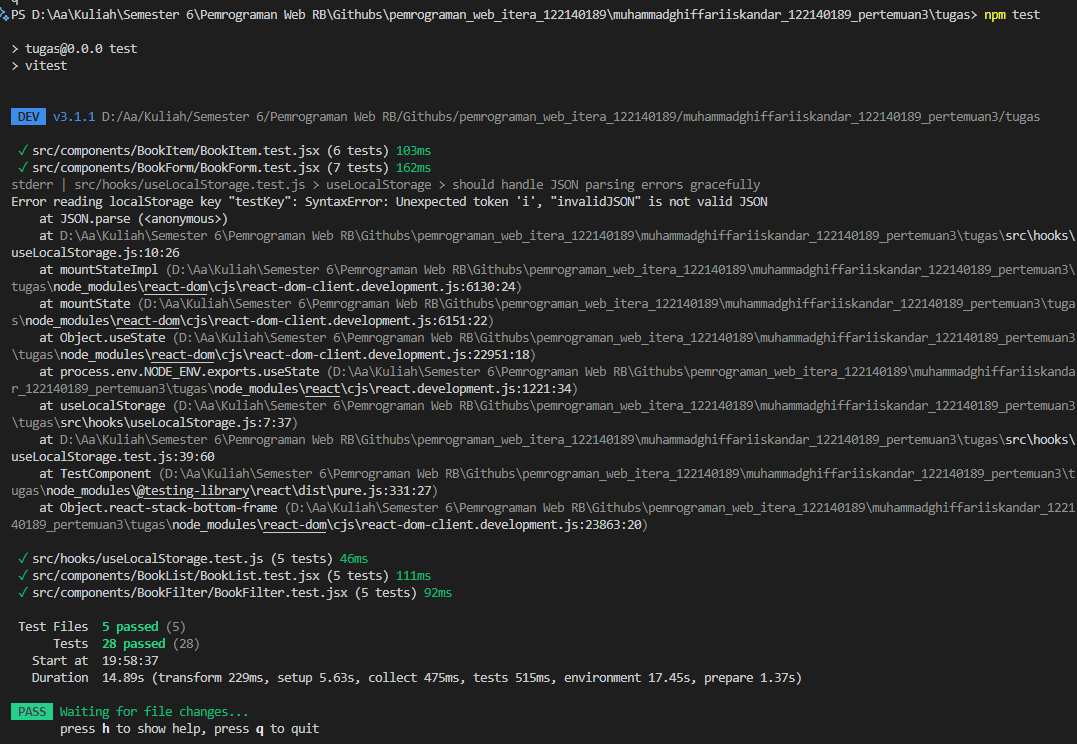 q
PS D:\Aa\Kuliah\Semester 6\Pemrograman Web RB\Githubs\pemrograman_web_itera_122140189\muhammadghiffariiskandar_122140189_pertemuan3\tugas> npm test
> tugas@0.0.0 test
> vitest
DEV v3.1.1 D:/Aa/Kuliah/Semester 6/Pemrograman Web RB/Githubs/pemrograman_web_itera_122140189/muhammadghiffariiskandar_122140189_pertemuan3/tugas
✓ src/components/BookItem/BookItem.test.jsx (6 tests) 103ms
✓ src/components/BookForm/BookForm.test.jsx (7 tests) 162ms
stderr | src/hooks/useLocalStorage.test.js > useLocalStorage > should handle JSON parsing errors gracefully
Error reading localStorage key "testKey": SyntaxError: Unexpected token 'i', "invalidJSON" is not valid JSON
at JSON.parse (<anonymous>)
at D:\Aa\Kuliah\Semester 6\Pemrograman Web RB\Githubs\pemrograman_web_itera_122140189\muhammadghiffariiskandar_122140189_pertemuan3\tugas\src\hooks\
useLocalStorage.js:10:26
at mountStateImpl (D:\Aa\Kuliah\Semester 6\Pemrograman Web RB\Githubs\pemrograman_web_itera_122140189\muhammadghiffariiskandar_122140189_pertemuan3\
tugas\node_modules\react-dom\cjs\react-dom-client.development.js:6130:24)
at mountState (D:\Aa\Kuliah\Semester 6\Pemrograman Web RB\Githubs\pemrograman_web_itera_122140189\muhammadghiffariiskandar_122140189_pertemuan3\tuga
s\node_modules\react-dom\cjs\react-dom-client.development.js:6151:22)
at Object.useState (D:\Aa\Kuliah\Semester 6\Pemrograman Web RB\Githubs\pemrograman_web_itera_122140189\muhammadghiffariiskandar_122140189_pertemuan3
\tugas\node_modules\react-dom\cjs\react-dom-client.development.js:22951:18)
at process.env.NODE_ENV.exports.useState (D:\Aa\Kuliah\Semester 6\Pemrograman Web RB\Githubs\pemrograman_web_itera_122140189\muhammadghiffariiskanda
r_122140189_pertemuan3\tugas\node_modules\react\cjs\react.development.js:1221:34)
at useLocalStorage (D:\Aa\Kuliah\Semester 6\Pemrograman Web RB\Githubs\pemrograman_web_itera_122140189\muhammadghiffariiskandar_122140189_pertemuan3
\tugas\src\hooks\useLocalStorage.js:7:37)
at D:\Aa\Kuliah\Semester 6\Pemrograman Web RB\Githubs\pemrograman_web_itera_122140189\muhammadghiffariiskandar_122140189_pertemuan3\tugas\src\hooks\
useLocalStorage.test.js:39:60
at TestComponent (D:\Aa\Kuliah\Semester 6\Pemrograman Web RB\Githubs\pemrograman_web_itera_122140189\muhammadghiffariiskandar_122140189_pertemuan3\t
ugas\node_modules\@testing-library\react\dist\pure.js:331:27)
at Object.react-stack-bottom-frame (D:\Aa\Kuliah\Semester 6\Pemrograman Web RB\Githubs\pemrograman_web_itera_122140189\muhammadghiffariiskandar_1221
40189_pertemuan3\tugas\node_modules\react-dom\cjs\react-dom-client.development.js:23863:20)
✓ src/hooks/useLocalStorage.test.js (5 tests) 46ms
✓ src/components/BookList/BookList.test.jsx (5 tests) 111ms
✓ src/components/BookFilter/BookFilter.test.jsx (5 tests) 92ms
Test Files 5 passed (5)
Tests 28 passed (28)
Start at 19:58:37
Duration 14.89s (transform 229ms, setup 5.63s, collect 475ms, tests 515ms, environment 17.45s, prepare 1.37s)
PASS Waiting for file changes...
press h to show help, press q to quit